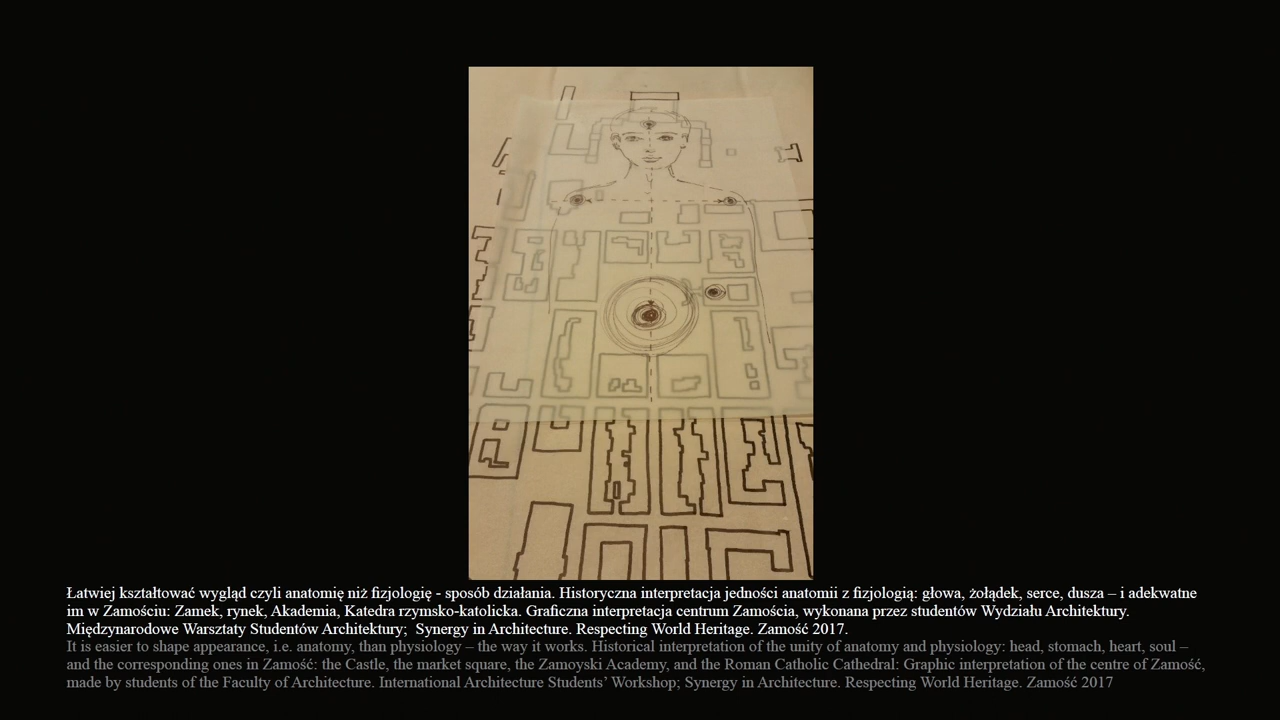 Łatwiej kształtować wygląd czyli anatomię niż fizjologię - sposób działania. Historyczna interpretacja jedności anatomii z fizjologią: głowa, żołądek, serce, dusza – i adekwatne
im w Zamościu: Zamek, rynek, Akademia, Katedra rzymsko-katolicka. Graficzna interpretacja centrum Zamościa, wykonana przez studentów Wydziału Architektury.
Międzynarodowe Warsztaty Studentów Architektury; Synergy in Architecture. Respecting World Heritage. Zamość 2017.
It is easier to shape appearance, i.e. anatomy, than physiology – the way it works. Historical interpretation of the unity of anatomy and physiology: head, stomach, heart, soul –
and the corresponding ones in Zamość: the Castle, the market square, the Zamoyski Academy, and the Roman Catholic Cathedral: Graphic interpretation of the centre of Zamość,
made by students of the Faculty of Architecture. International Architecture Students’ Workshop; Synergy in Architecture. Respecting World Heritage. Zamość 2017